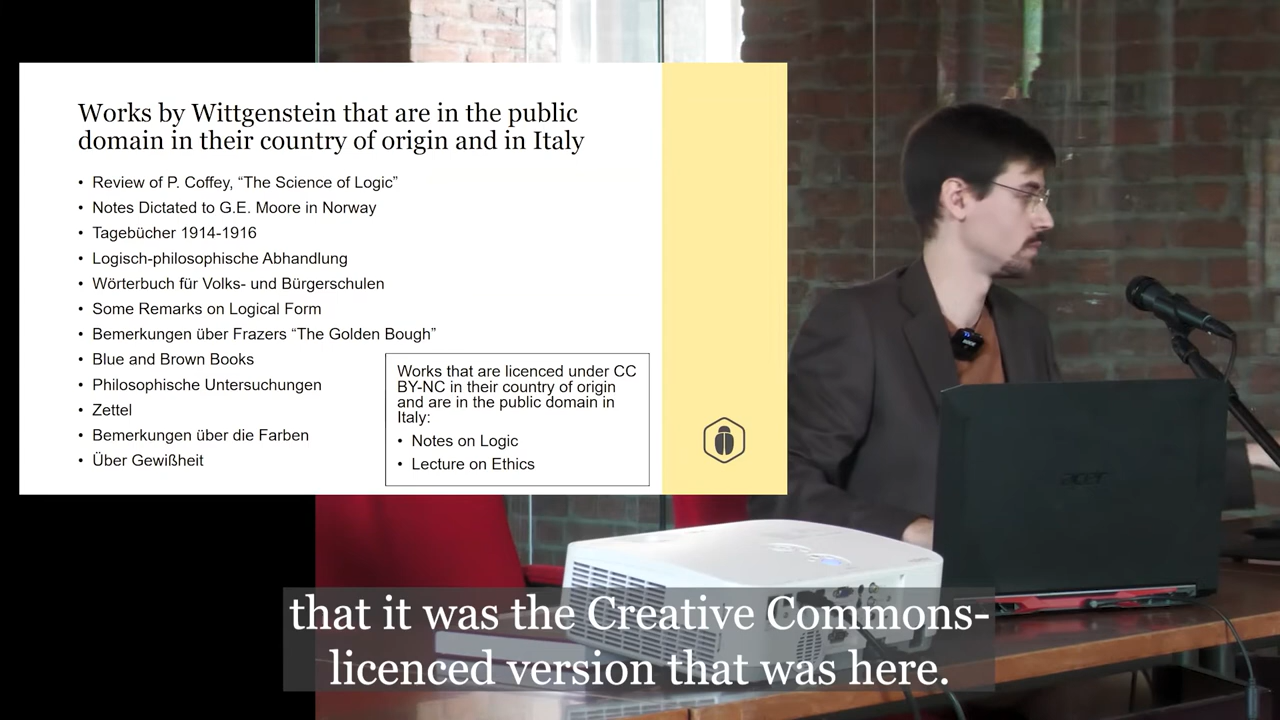 Works by Wittgenstein that are in the public
domain in their country of origin and in Italy
• Review of P. Coffey, “The Science of Logic”
• Notes Dictated to G.E. Moore in Norway
• Tagebücher 1914-1916
• Logisch-philosophische Abhandlung
• Wörterbuch für Volks- und Bürgerschulen
• Some Remarks on Logical Form
• Bemerkungen über Frazers “The Golden Bough”
• Blue and Brown Books
• Philosophische Untersuchungen
• Zettel
• Bemerkungen über die Farben
• Über Gewißheit
Works that are licenced under CC
BY-NC in their country of origin
and are in the public domain in
Italy:
• Notes on Logic
• Lecture on Ethics
acer
that it was the Creative Commons-
licenced version that was here.